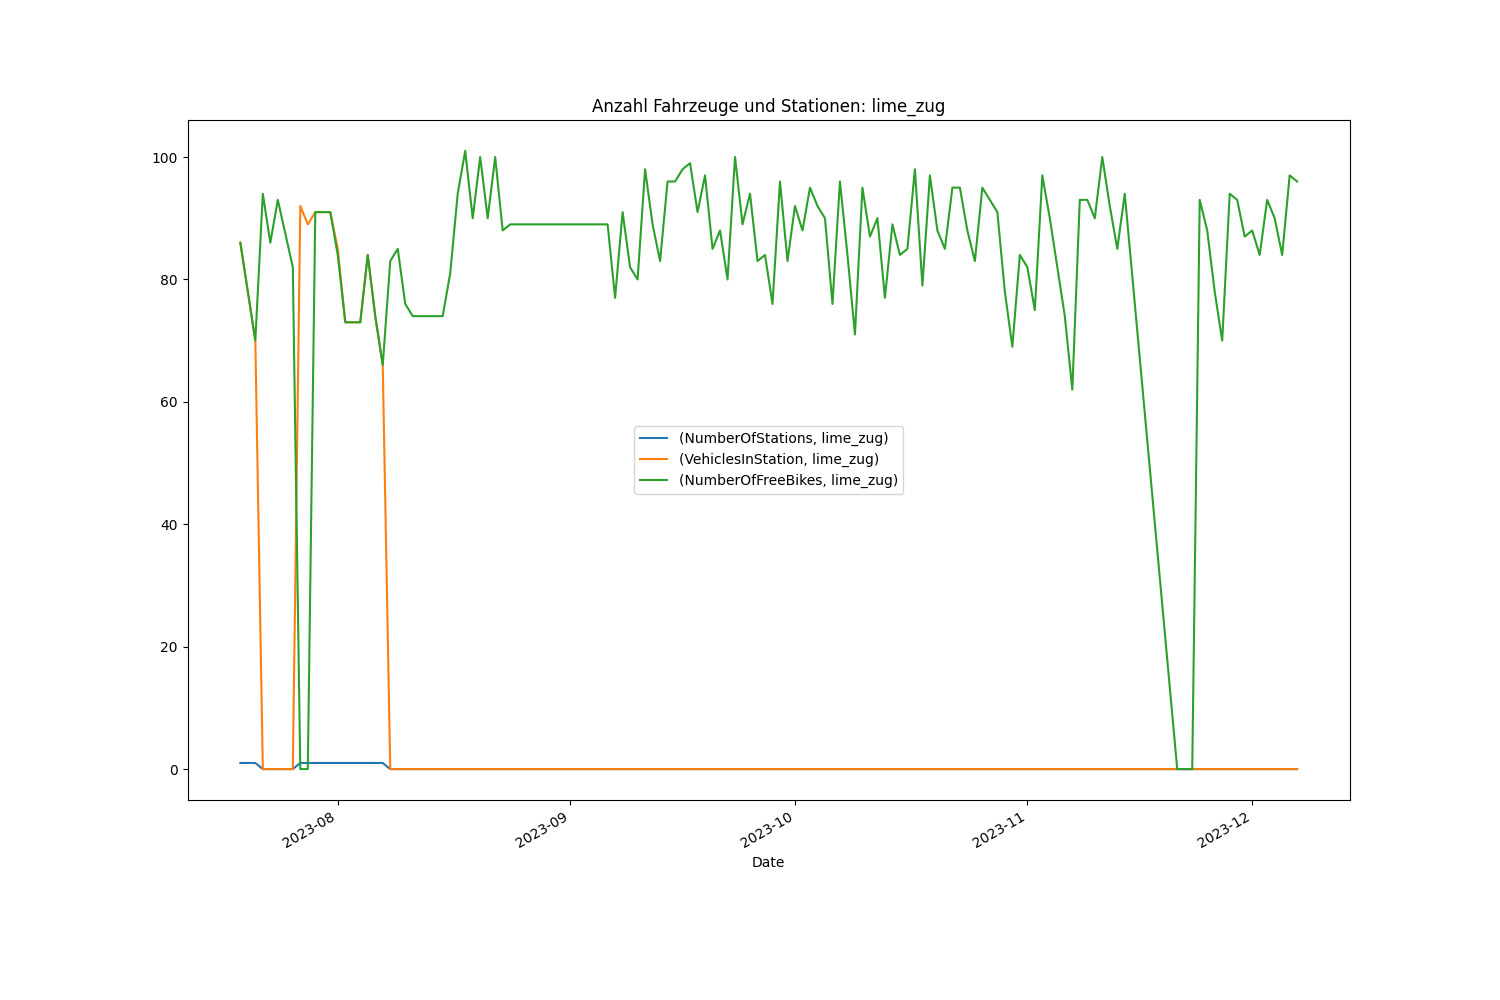 Anzahl Fahrzeuge und Stationen: lime_zug
100
80
60
40
20
0
(NumberOfStations, lime_zug)
(VehiclesInStation, lime_zug)
(NumberOfFreeBikes, lime_zug)
2023-08
2023-09
2023-10
2023-11
2023-12
Date